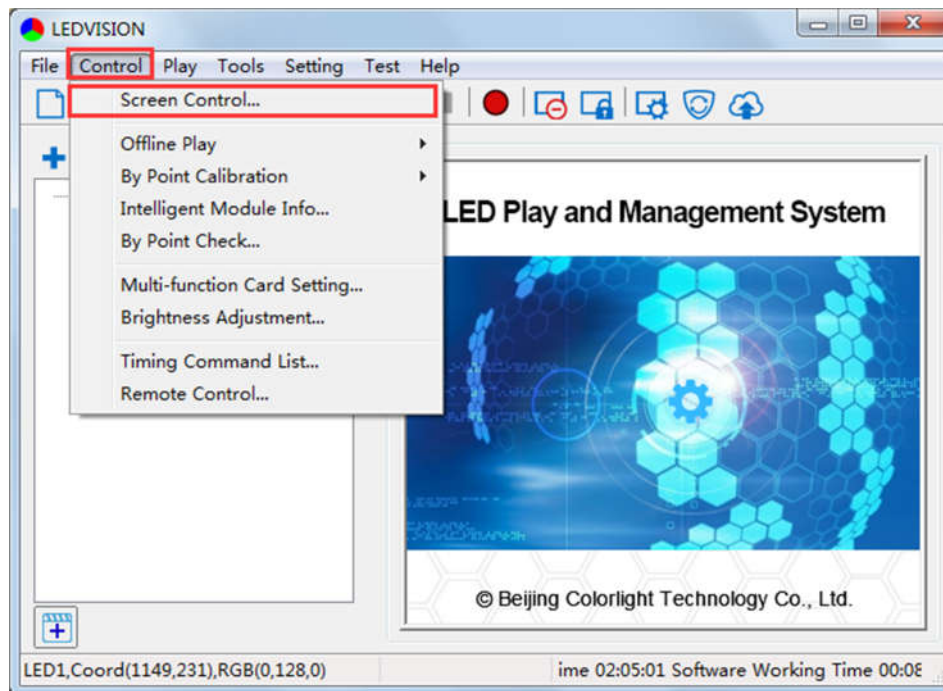 LEDVISION
File Control Play Tools Setting Test Help
Screen Control...
Offline Play
By Point Calibration
Intelligent Module Info...
By Point Check...
Multi-function Card Setting...
Brightness Adjustment...
Timing Command List...
Remote Control...
LED Play and Management System
© Beijing Colorlight Technology Co., Ltd.
LED1,Coord(1149,231),RGB(0,128,0) ime 02:05:01 Software Working Time 00:08